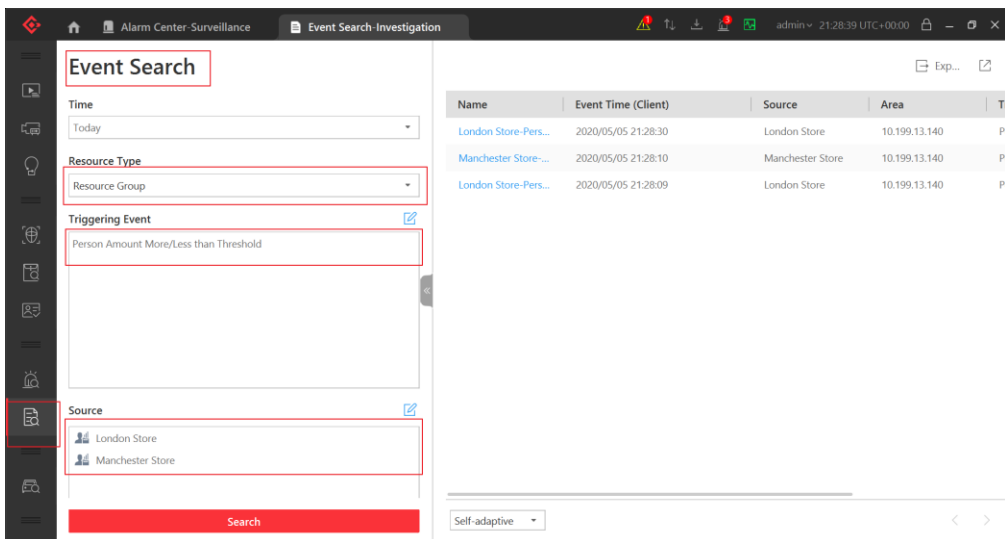 Alarm Center-Surveillance
Event Search-Investigation
1
3
admin
21:28:39 UTC+00:00
Event Search
Time
Today
Resource Type
Resource Group
Triggering Event
Person Amount More/Less than Threshold
Source
London Store
Manchester Store
Search
Exp...
Name Event Time (Client) Source Area T
London Store-Pers... 2020/05/05 21:28:30 London Store 10.199.13.140 P
Manchester Store-... 2020/05/05 21:28:10 Manchester Store 10.199.13.140 P
London Store-Pers... 2020/05/05 21:28:09 London Store 10.199.13.140 P
Self-adaptive